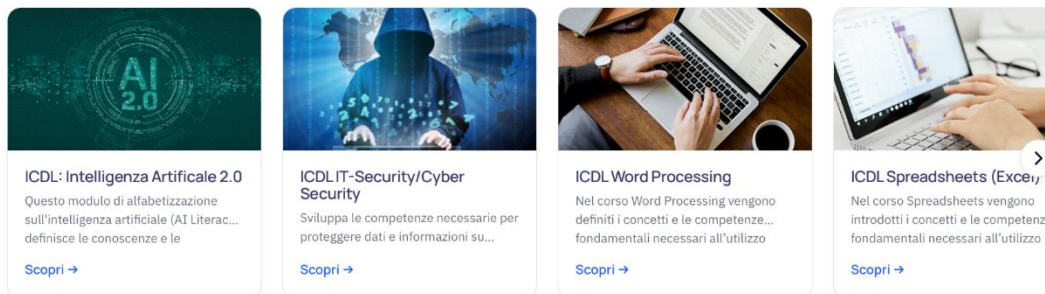 AI
2.0
ICDL: Intelligenza Artificale 2.0
Questo modulo di alfabetizzazione
sull'intelligenza artificiale (AI Literac...
definisce le conoscenze e le
Scopri →
ICDL IT-Security/Cyber
Security
Sviluppa le competenze necessarie per
proteggere dati e informazioni su...
Scopri →
ICDL Word Processing
Nel corso Word Processing vengono
definiti i concetti e le competenze...
fondamentali necessari all’utilizzo
Scopri →
ICDL Spreadsheets (Excel)
Nel corso Spreadsheets vengono
introdotti i concetti e le competenz
fondamentali necessari all’utilizzo
Scopri →